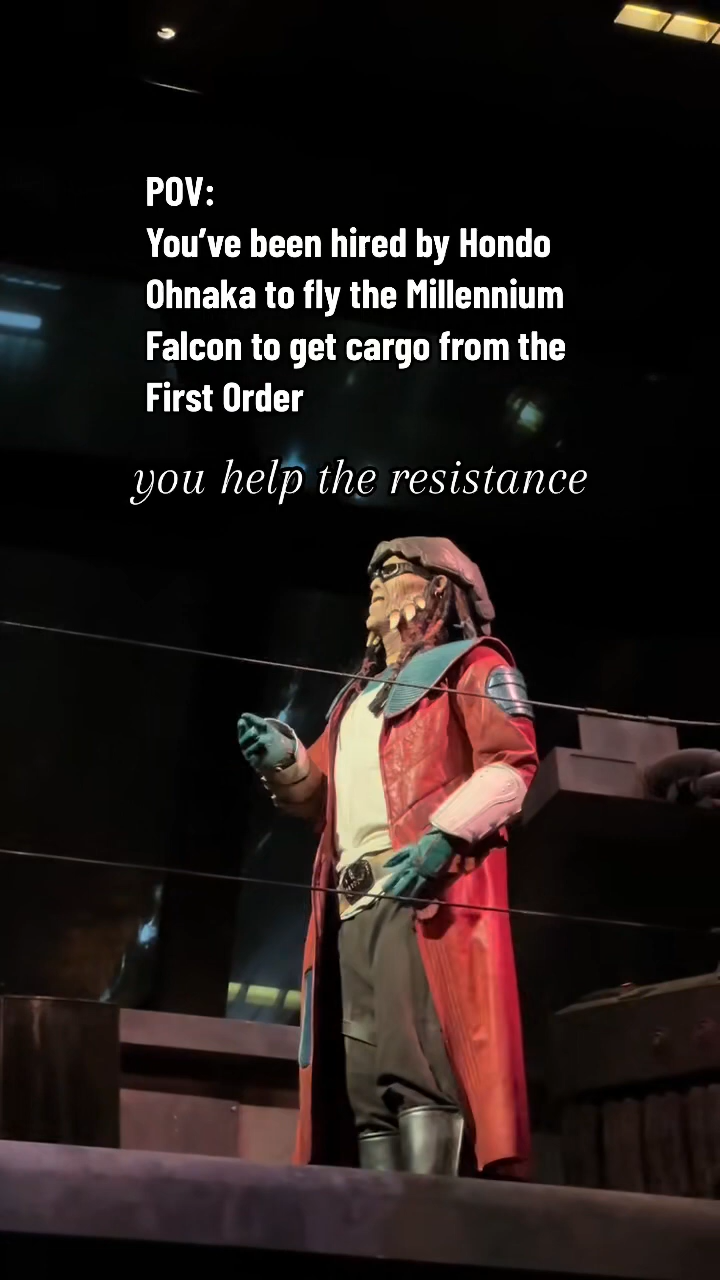 POV:
You’ve been hired by Hondo
Ohnaka to fly the Millennium
Falcon to get cargo from the
First Order
you help the resistance